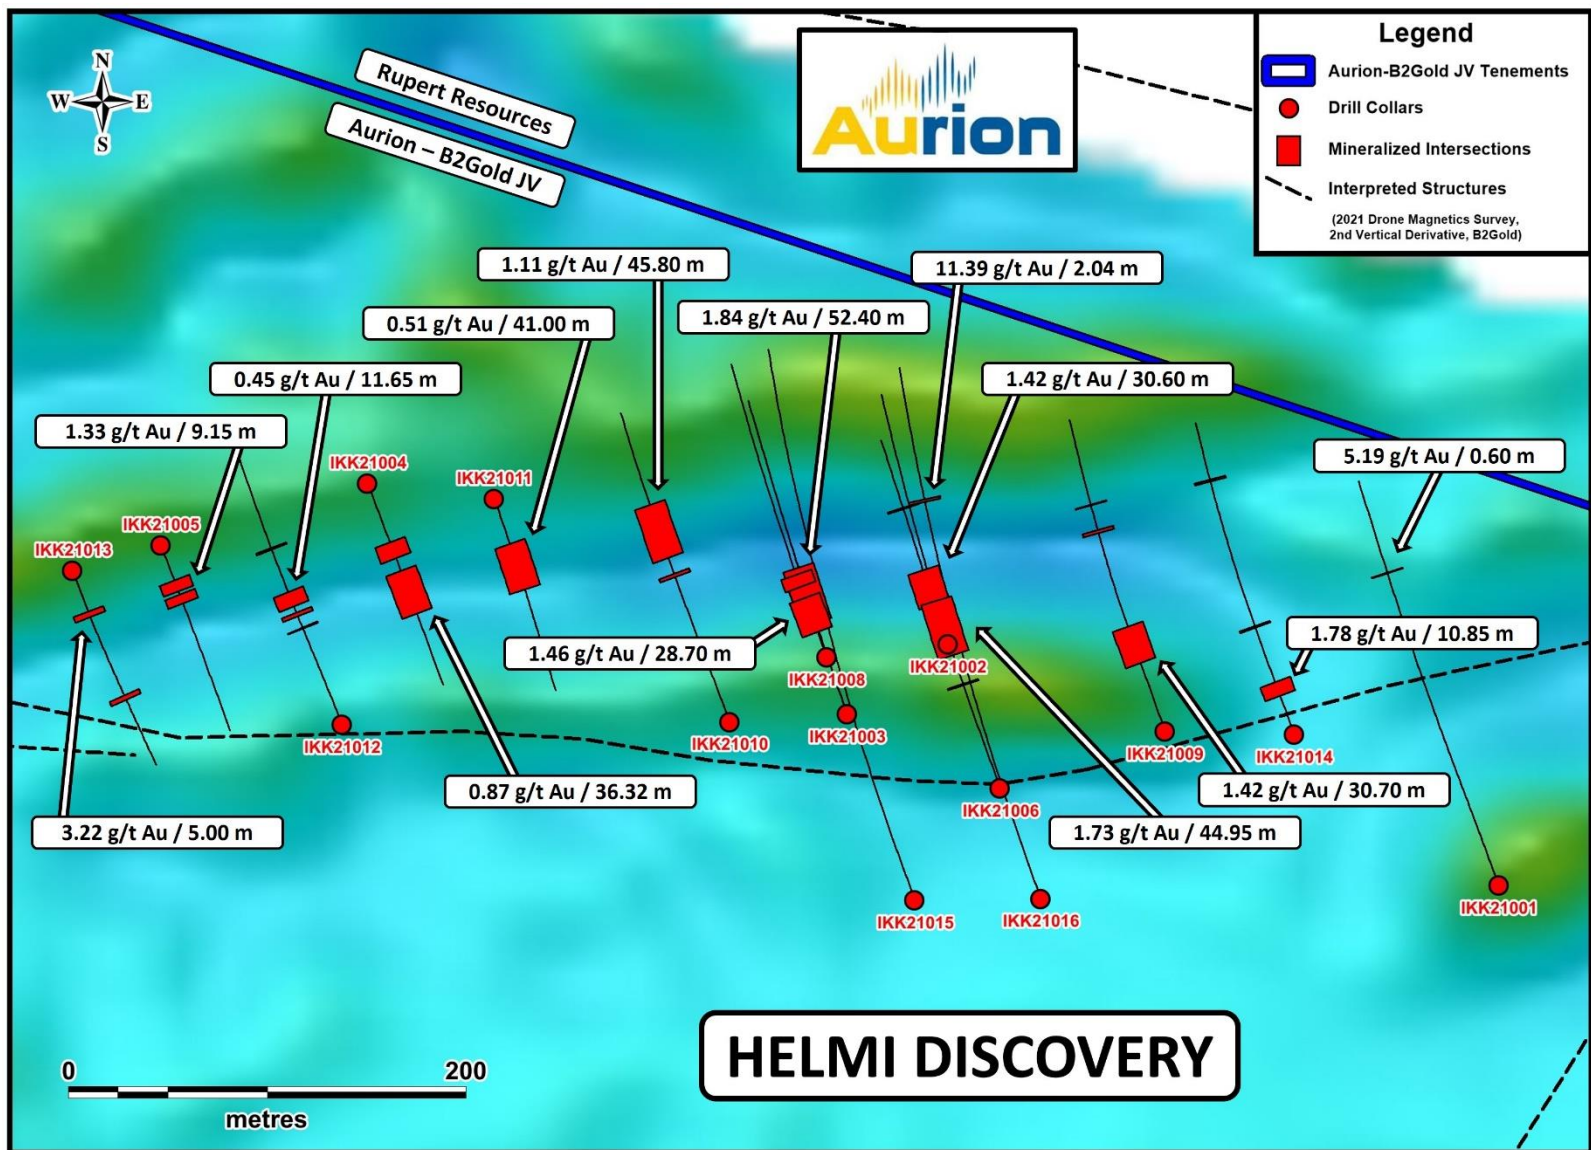 N
W E
S
Rupert Resources
Aurion – B2Gold JV
Aurion
Legend
Aurion-B2Gold JV Tenements
Drill Collars
Mineralized Intersections
Interpreted Structures
(2021 Drone Magnetics Survey,
2nd Vertical Derivative, B2Gold)
1.11 g/t Au / 45.80 m
11.39 g/t Au / 2.04 m
0.51 g/t Au / 41.00 m
1.84 g/t Au / 52.40 m
0.45 g/t Au / 11.65 m
1.42 g/t Au / 30.60 m
1.33 g/t Au / 9.15 m
5.19 g/t Au / 0.60 m
IKK21004
IKK21011
IKK21005
IKK21013
1.46 g/t Au / 28.70 m
IKK21002
1.78 g/t Au / 10.85 m
IKK21008
IKK21012
IKK21010
IKK21003
IKK21009
IKK21014
0.87 g/t Au / 36.32 m
1.42 g/t Au / 30.70 m
IKK21006
3.22 g/t Au / 5.00 m
1.73 g/t Au / 44.95 m
IKK21015
IKK21016
IKK21001
HELMI DISCOVERY
0 200
metres